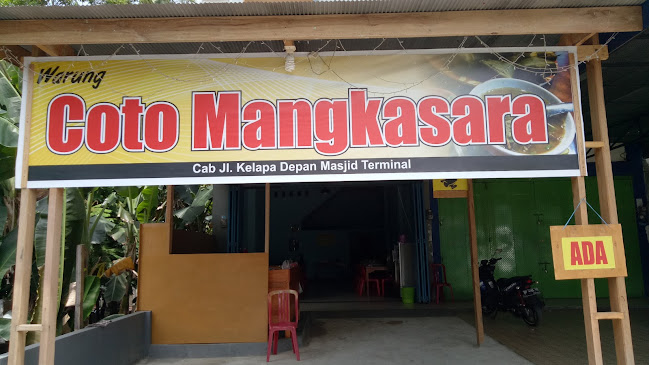 Warung
Coto Mangkasara
Cab Jl. Kelapa Depan Masjid Terminal
ADA